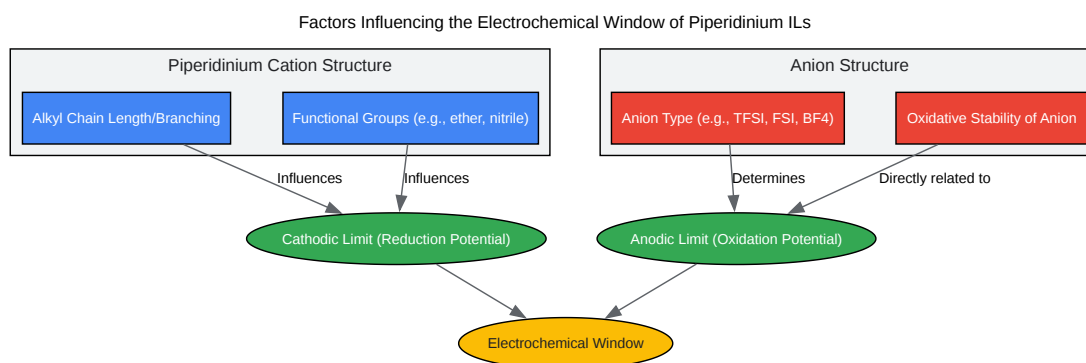 Factors Influencing the Electrochemical Window of Piperidinium ILs
Piperidinium Cation Structure
Anion Structure
Alkyl Chain Length/Branching
Functional Groups (e.g., ether, nitrile)
Anion Type (e.g., TFSI, FSI, BF4)
Oxidative Stability of Anion
Influences
Influences
Determines
Directly related to
Cathodic Limit (Reduction Potential)
Anodic Limit (Oxidation Potential)
Electrochemical Window